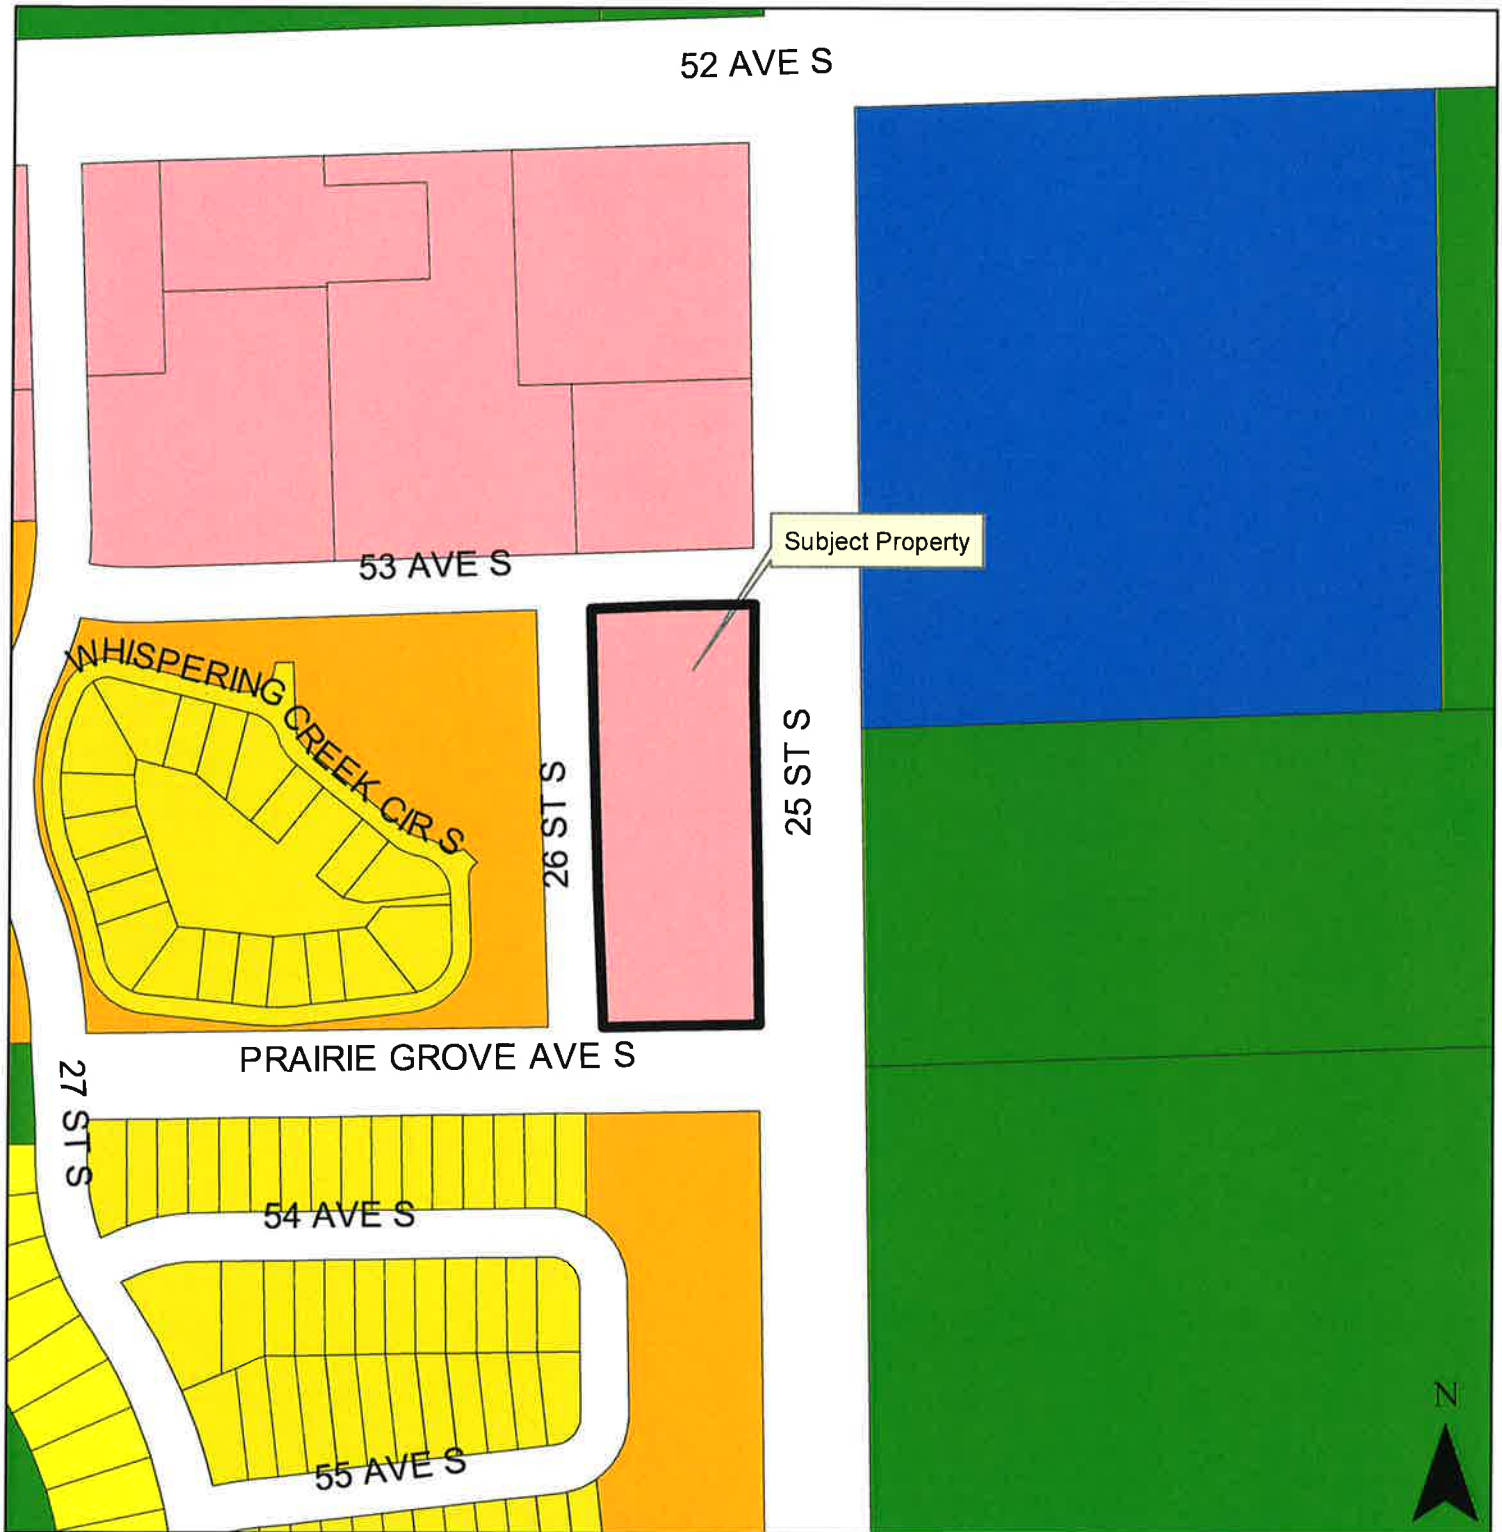 52 AVE S
Subject Property
53 AVE S
WHISPERING CREEK CIR S
26 ST S
25 ST S
PRAIRIE GROVE AVE S
27 ST S
54 AVE S
N
55 AVE S